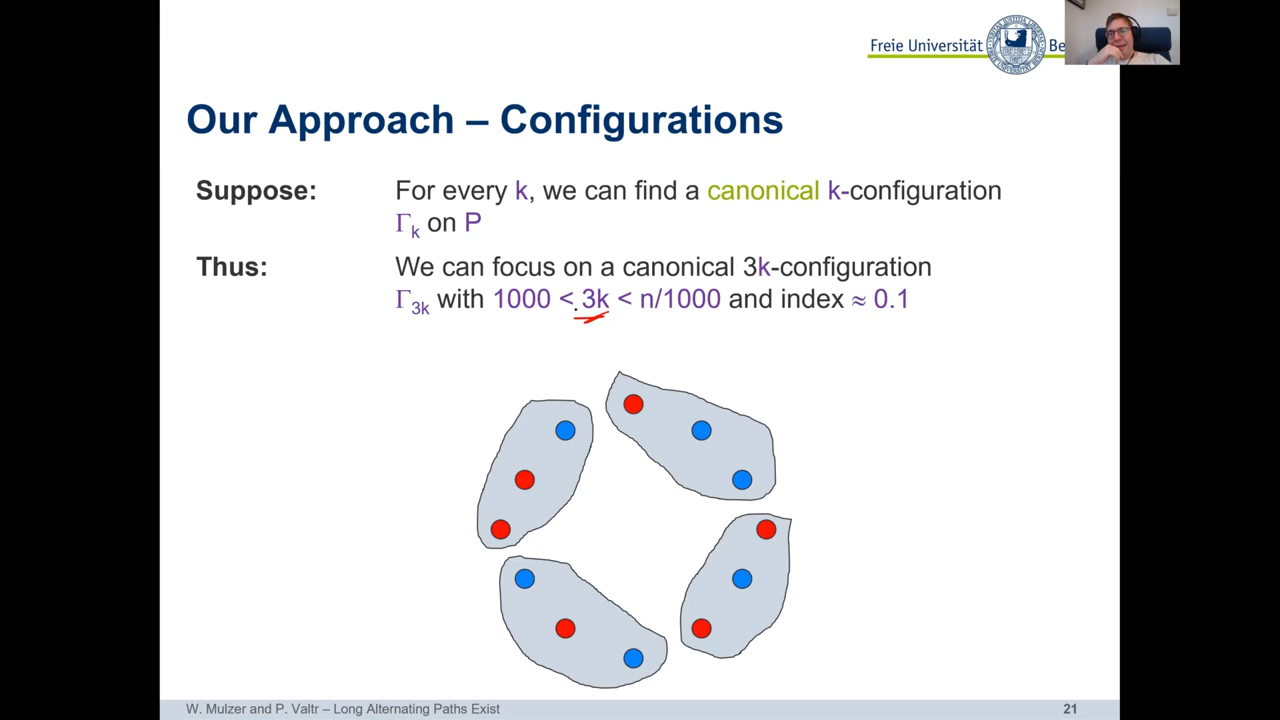 Freie Universität Be
Our Approach – Configurations
Suppose: For every k, we can find a canonical k-configuration
Γk on P
Thus: We can focus on a canonical 3k-configuration
Γ3k with 1000 < 3k < n/1000 and index ≈ 0.1
W. Mulzer and P. Valtr – Long Alternating Paths Exist 21